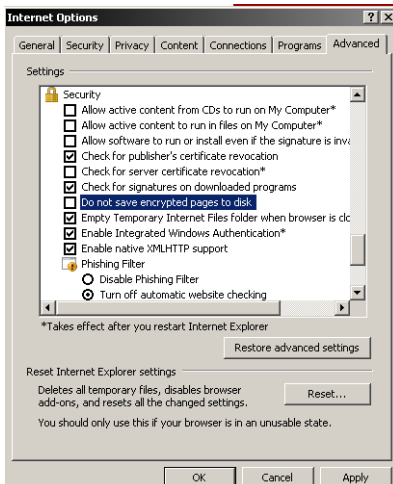 Internet Options
General Security Privacy Content Connections Programs Advanced
Settings
Security
Allow active content from CDs to run on My Computer*
Allow active content to run in files on My Computer*
Allow software to run or install even if the signature is inva
Check for publisher's certificate revocation
Check for server certificate revocation*
Check for signatures on downloaded programs
Do not save encrypted pages to disk
Empty Temporary Internet Files folder when browser is clo
Enable Integrated Windows Authentication*
Enable native XMLHTTP support
Phishing Filter
Disable Phishing Filter
Turn off automatic website checking
*Takes effect after you restart Internet Explorer
Restore advanced settings
Reset Internet Explorer settings
Deletes all temporary files, disables browser
add-ons, and resets all the changed settings.
Reset...
You should only use this if your browser is in an unusable state.
OK Cancel Apply